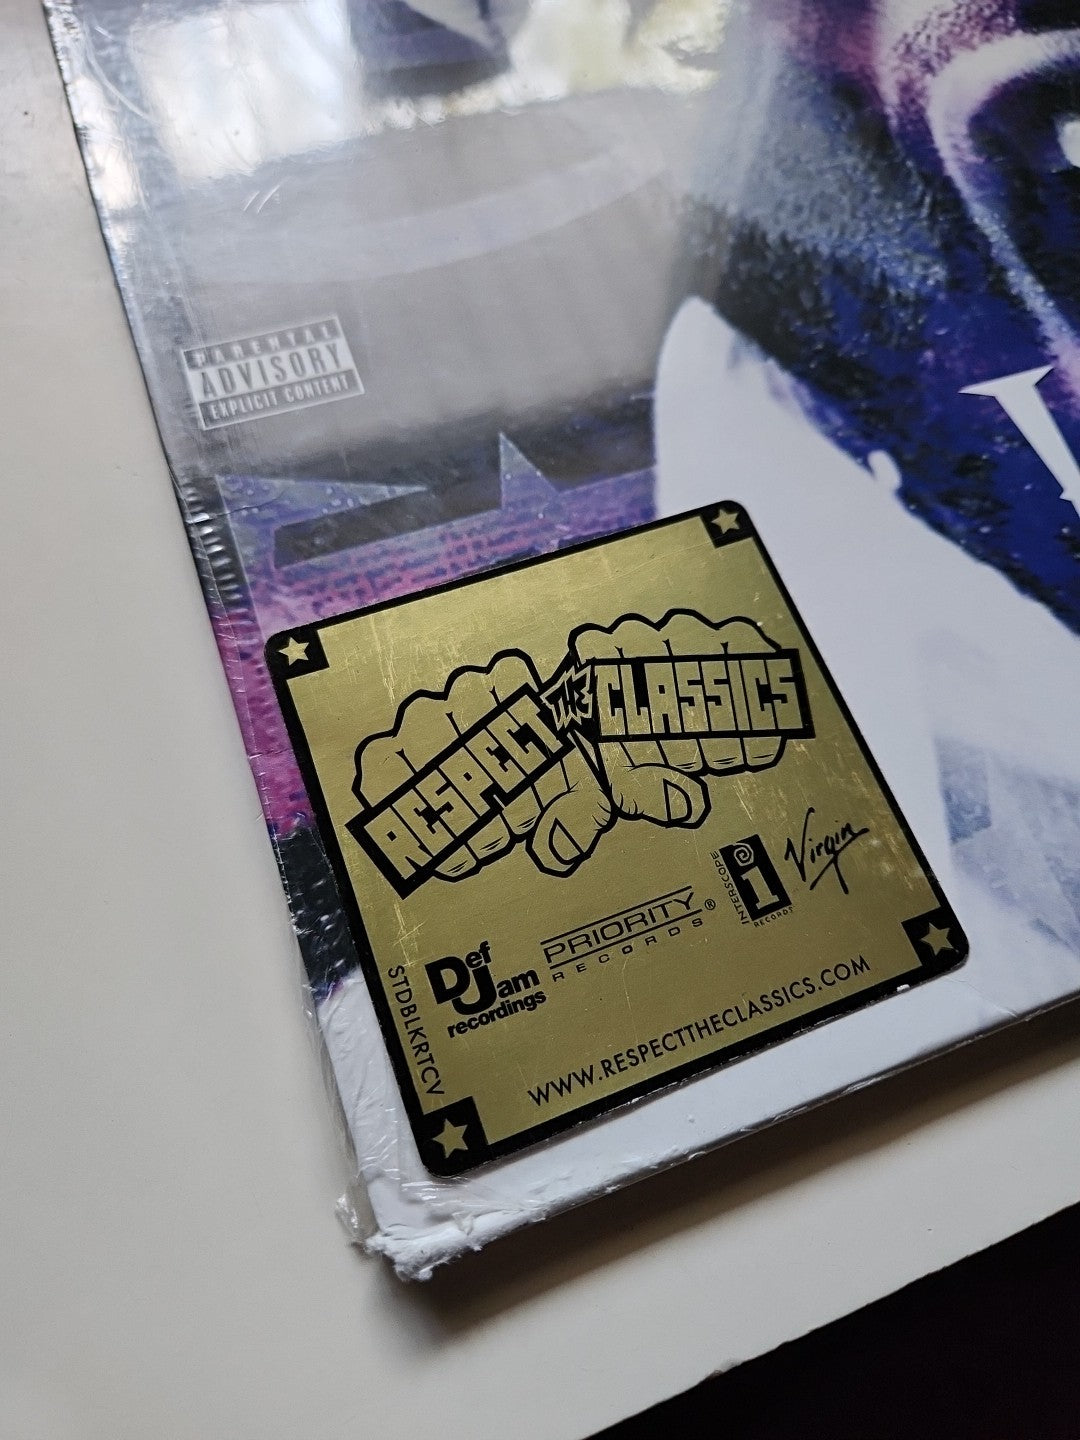 PARENTAL
ADVISORY
EXPLICIT CONTENT
RESPECT THE CLASSICS
Def
Jam
recordings
PRIORITY®
RECORDS
INTERSCOPE
i
RECORDS
Virgin
STDBLKRTCV
WWW.RESPECTTHECLASSICS.COM